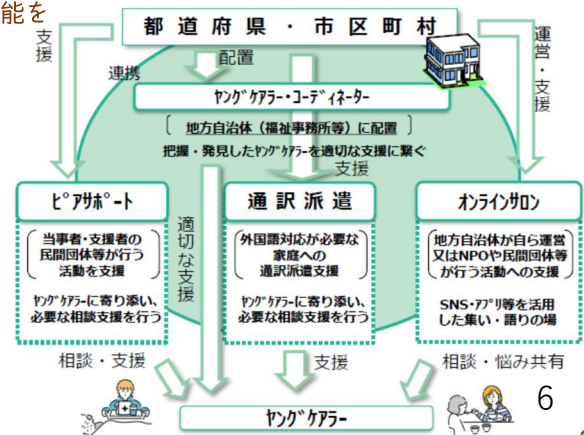 能を
都道府県・市区町村
支援
配置
運営・支援
連携
ﾔﾝｸﾞｹｱﾗｰ・ｺｰﾃﾞｨﾈｰﾀｰ
〔 地方自治体（福祉事務所等）に配置 〕
把握・発見したﾔﾝｸﾞｹｱﾗｰを適切な支援に繋ぐ
支援
ﾋﾟｱｻﾎﾟｰﾄ
当事者・支援者の
民間団体等が行う
活動を支援
ﾔﾝｸﾞｹｱﾗｰに寄り添い、
必要な相談支援を行う
適切な支援
通訳派遣
外国語対応が必要な
家庭への
通訳派遣支援
ﾔﾝｸﾞｹｱﾗｰに寄り添い、
必要な相談支援を行う
ｵﾝﾗｲﾝｻﾛﾝ
地方自治体が自ら運営
又はNPOや民間団体等
が行う活動への支援
SNS・ｱﾌﾟﾘ等を活用
した集い・語りの場
相談・支援
支援
相談・悩み共有
ﾔﾝｸﾞｹｱﾗｰ
6